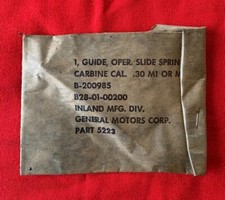 1, GUIDE, OPER. SLIDE SPRIN
CARBINE CAL. .30 M1 OR M
B-200985
B28-01-00200
INLAND MFG. DIV.
GENERAL MOTORS CORP.
PART 5223